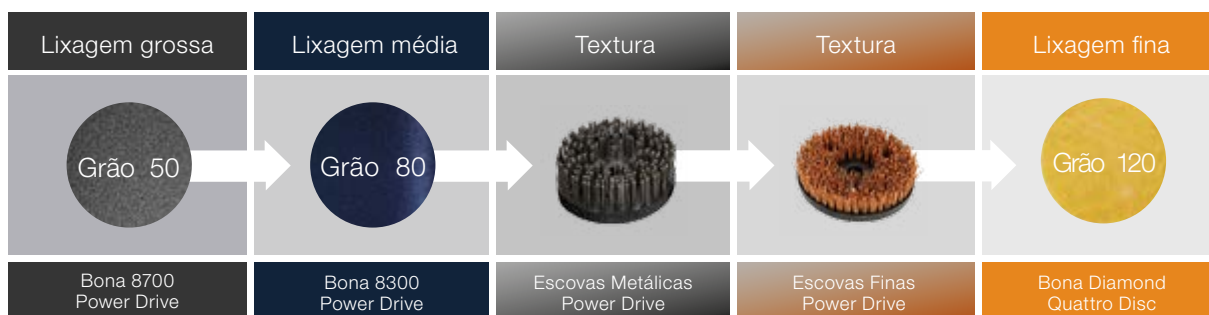 Lixagem grossa
Lixagem média
Textura
Textura
Lixagem fina
Grão 50
Grão 80
Grão 120
Bona 8700
Power Drive
Bona 8300
Power Drive
Escovas Metálicas
Power Drive
Escovas Finas
Power Drive
Bona Diamond
Quattro Disc